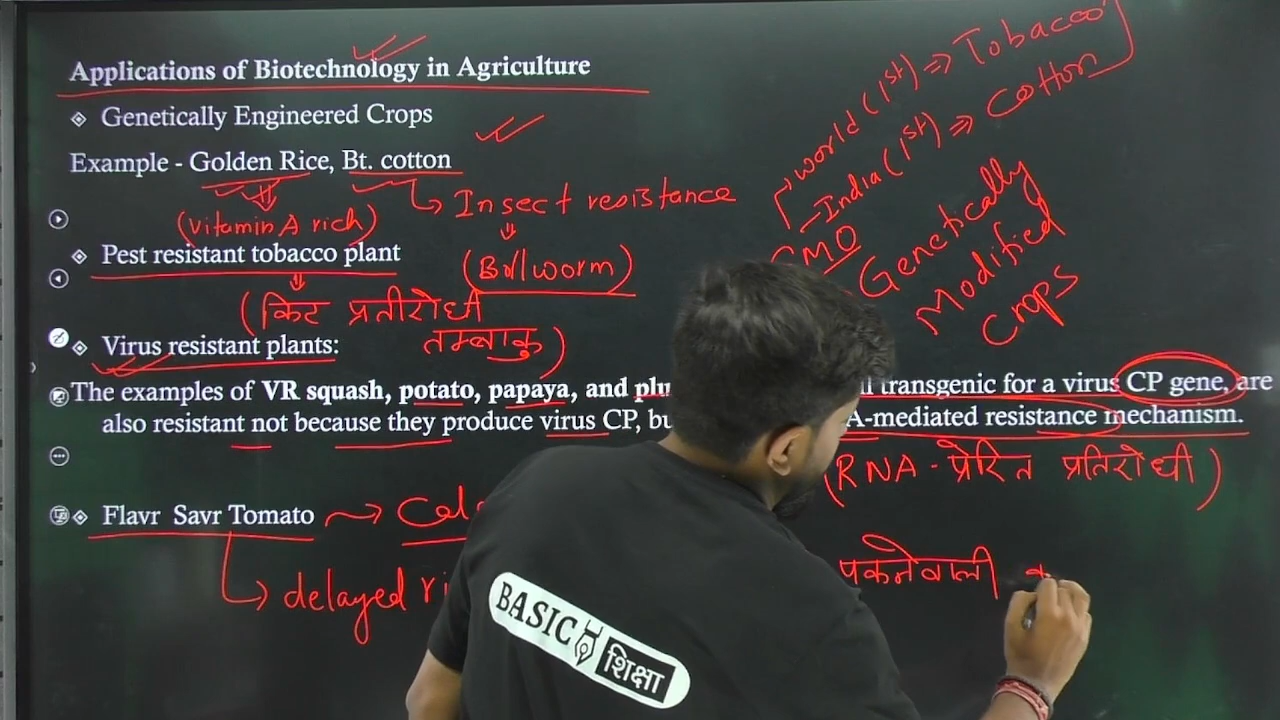 Applications of Biotechnology in Agriculture
Genetically Engineered Crops
Example - Golden Rice, Bt. cotton
(vitamin A rich)
Insect resistance
(Bollworm)
world (1st) ⇒ Tobacco
India (1st) ⇒ cotton
GMO
Genetically
Modified
Crops
Pest resistant tobacco plant
(किट प्रतीरोधी
तम्बाकु)
Virus resistant plants:
The examples of VR squash, potato, papaya, and transgenic for a virus CP gene, are
also resistant not because they produce virus CP, A-mediated resistance mechanism.
(RNA - प्रेरित प्रतिरोधी)
Flavr Savr Tomato
delayed
पकनेवाली
BASIC शिक्षा